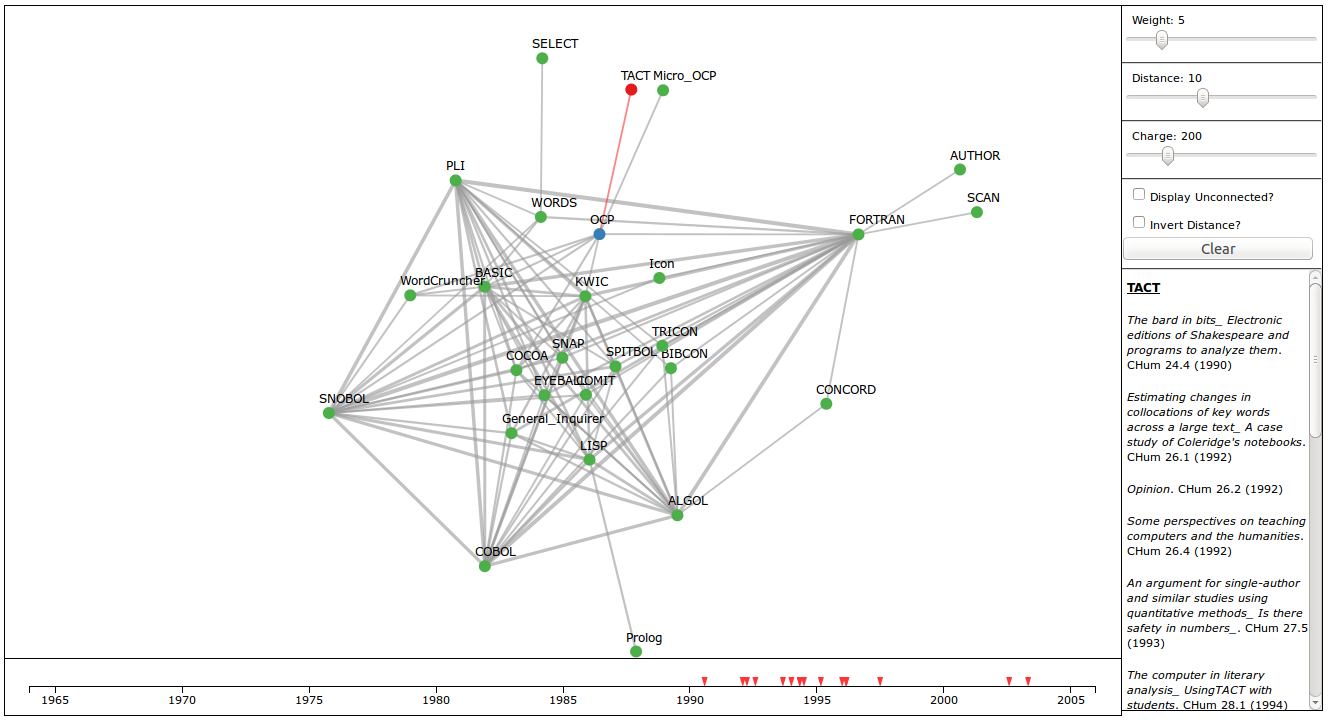 SELECT
TACT Micro_OCP
PLI
AUTHOR
WORDS
SCAN
OCP
FORTRAN
Icon
BASIC
WordCruncher
KWIC
TRICON
SNAP
SPITBOL
BIBCON
COCOA
EYEBALL
COMIT
CONCORD
SNOBOL
General_Inquirer
LISP
ALGOL
COBOL
Prolog
1965 1970 1975 1980 1985 1990 1995 2000 2005
Weight: 5
Distance: 10
Charge: 200
Display Unconnected?
Invert Distance?
Clear
TACT
The bard in bits_ Electronic
editions of Shakespeare and
programs to analyze them.
CHum 24.4 (1990)
Estimating changes in
collocations of key words
across a large text_ A case
study of Coleridge's notebooks.
CHum 26.1 (1992)
Opinion. CHum 26.2 (1992)
Some perspectives on teaching
computers and the humanities.
CHum 26.4 (1992)
An argument for single-author
and similar studies using
quantitative methods_ Is there
safety in numbers_. CHum 27.5
(1993)
The computer in literary
analysis_ UsingTACT with
students. CHum 28.1 (1994)